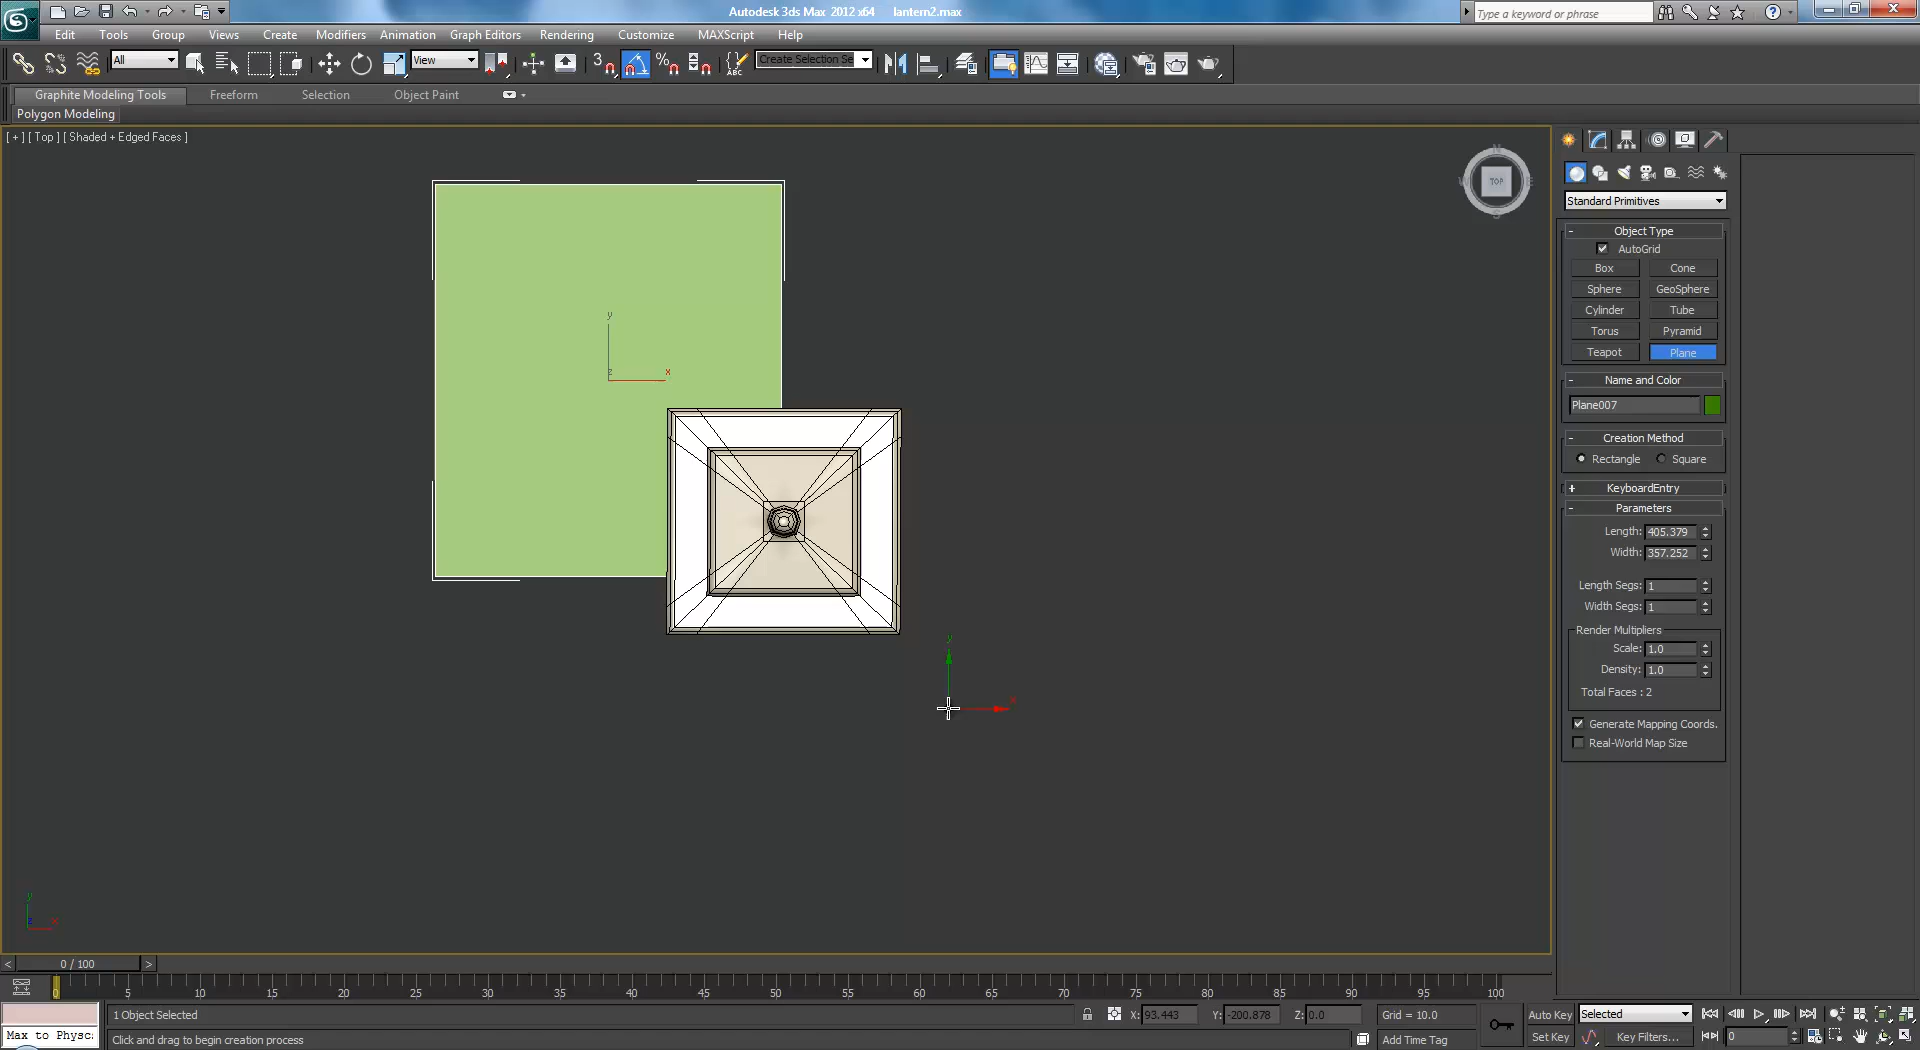 Autodesk 3ds Max 2012 x64 lantern2.max
Type a keyword or phrase
Edit Tools Group Views Create Modifiers Animation Graph Editors Rendering Customize MAXScript Help
All View 3 % ABC Create Selection Se
Graphite Modeling Tools Freeform Selection Object Paint
Polygon Modeling
[ + ] [ Top ] [ Shaded + Edged Faces ]
N
W TOP E
S
y
z x
y
x
y
z x
Standard Primitives
- Object Type
AutoGrid
Box Cone
Sphere GeoSphere
Cylinder Tube
Torus Pyramid
Teapot Plane
- Name and Color
Plane007
- Creation Method
Rectangle Square
+ KeyboardEntry
- Parameters
Length: 405.379
Width: 357.252
Length Segs: 1
Width Segs: 1
Render Multipliers
Scale: 1.0
Density: 1.0
Total Faces : 2
Generate Mapping Coords.
Real-World Map Size
< 0 / 100 >
0 5 10 15 20 25 30 35 40 45 50 55 60 65 70 75 80 85 90 95 100
1 Object Selected X: 93.443 Y: -200.878 Z: 0.0 Grid = 10.0 Auto Key Selected
Max to Physc
Click and drag to begin creation process Add Time Tag Set Key Key Filters... 0